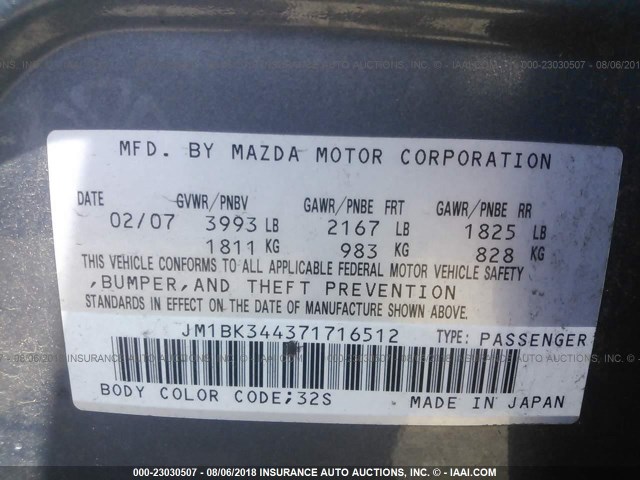 - 000-23030507 - 08/06/2018
MFD. BY MAZDA MOTOR CORPORATION
DATE GVWR/PNBV GAWR/PNBE FRT GAWR/PNBE RR
02/07 3993 LB 2167 LB 1825 LB
1811 KG 983 KG 828 KG
THIS VEHICLE CONFORMS TO ALL APPLICABLE FEDERAL MOTOR VEHICLE SAFETY
,BUMPER,AND THEFT PREVENTION
STANDARDS IN EFFECT ON THE DATE OF MANUFACTURE SHOWN ABOVE.
JM1BK344371716512 TYPE: PASSENGER
BODY COLOR CODE;32S MADE IN JAPAN
000-23030507 - 08/06/2018 INSURANCE AUTO AUCTIONS, INC. - © - IAAI.COM